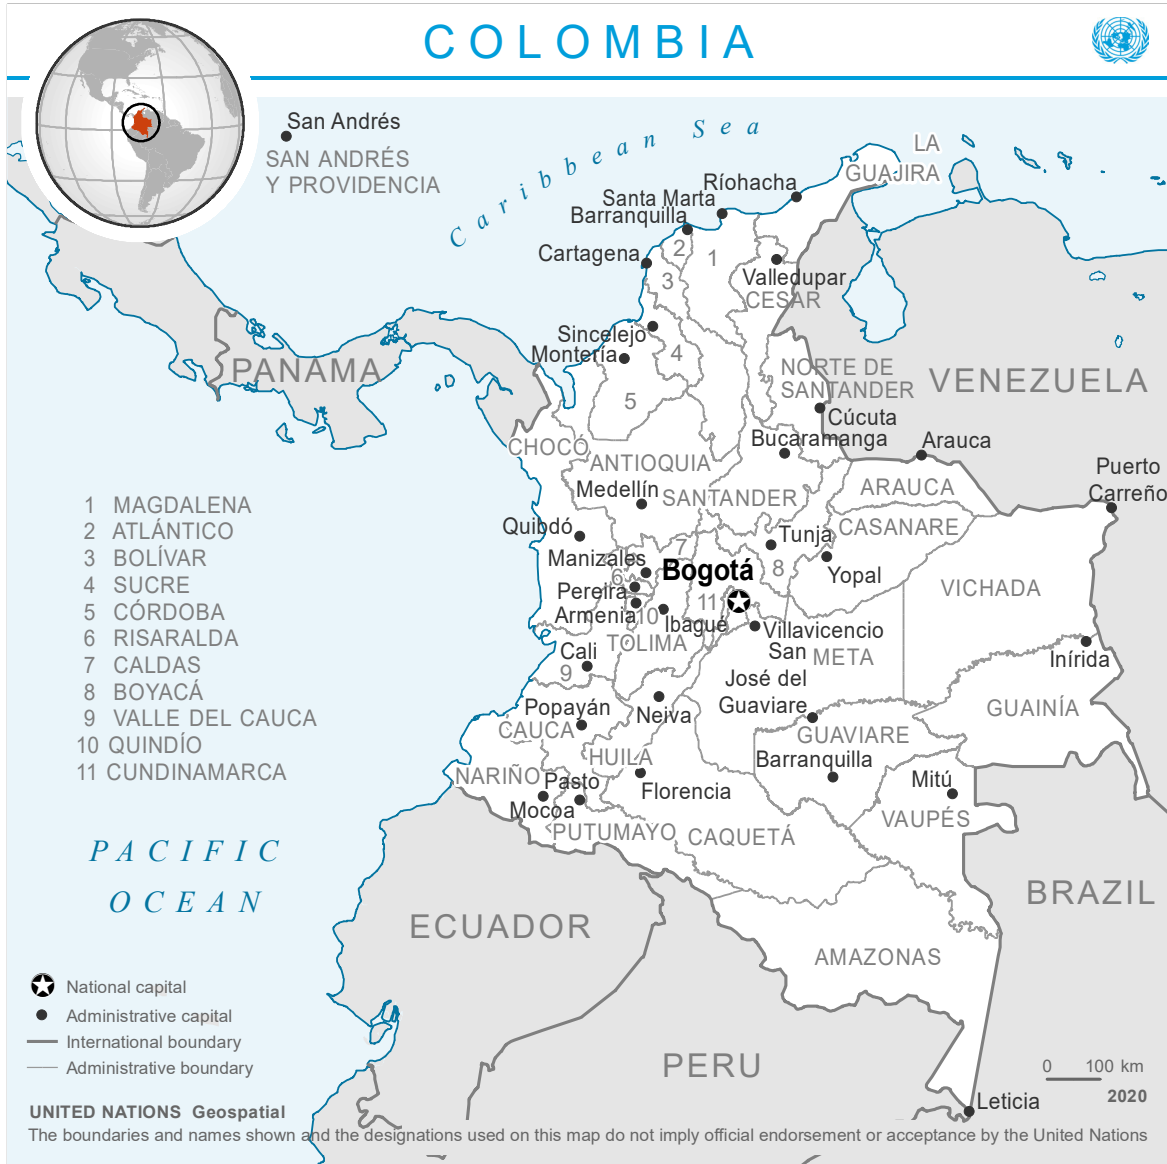 COLOMBIA
San Andrés
SAN ANDRÉS
Y PROVIDENCIA
Caribbean Sea
LA
GUAJIRA
Ríohacha
Santa Marta
Barranquilla
Cartagena
2
1
3
Valledupar
CESAR
Sincelejo
Montería
4
5
PANAMA
NORTE DE
SANTANDER
VENEZUELA
Cúcuta
Bucaramanga
Arauca
CHOCÓ
ANTIOQUIA
Medellín
SANTANDER
ARAUCA
Puerto
Carreño
Quibdó
CASANARE
Tunja
Manizales
7
Bogotá
8
Yopal
6
Pereira
VICHADA
Armenia
10
11
Ibagué
Villavicencio
TOLIMA
San
META
Inírida
Cali
9
José del
Guaviare
Popayán
Neiva
CAUCA
GUAINÍA
GUAVIARE
HUILA
Barranquilla
NARIÑO
Pasto
Florencia
Mitú
Mocoa
VAUPÉS
PUTUMAYO
CAQUETÁ
1 MAGDALENA
2 ATLÁNTICO
3 BOLÍVAR
4 SUCRE
5 CÓRDOBA
6 RISARALDA
7 CALDAS
8 BOYACÁ
9 VALLE DEL CAUCA
10 QUINDÍO
11 CUNDINAMARCA
PACIFIC
OCEAN
ECUADOR
BRAZIL
AMAZONAS
PERU
Leticia
National capital
Administrative capital
International boundary
Administrative boundary
0 100 km
2020
UNITED NATIONS Geospatial
The boundaries and names shown and the designations used on this map do not imply official endorsement or acceptance by the United Nations